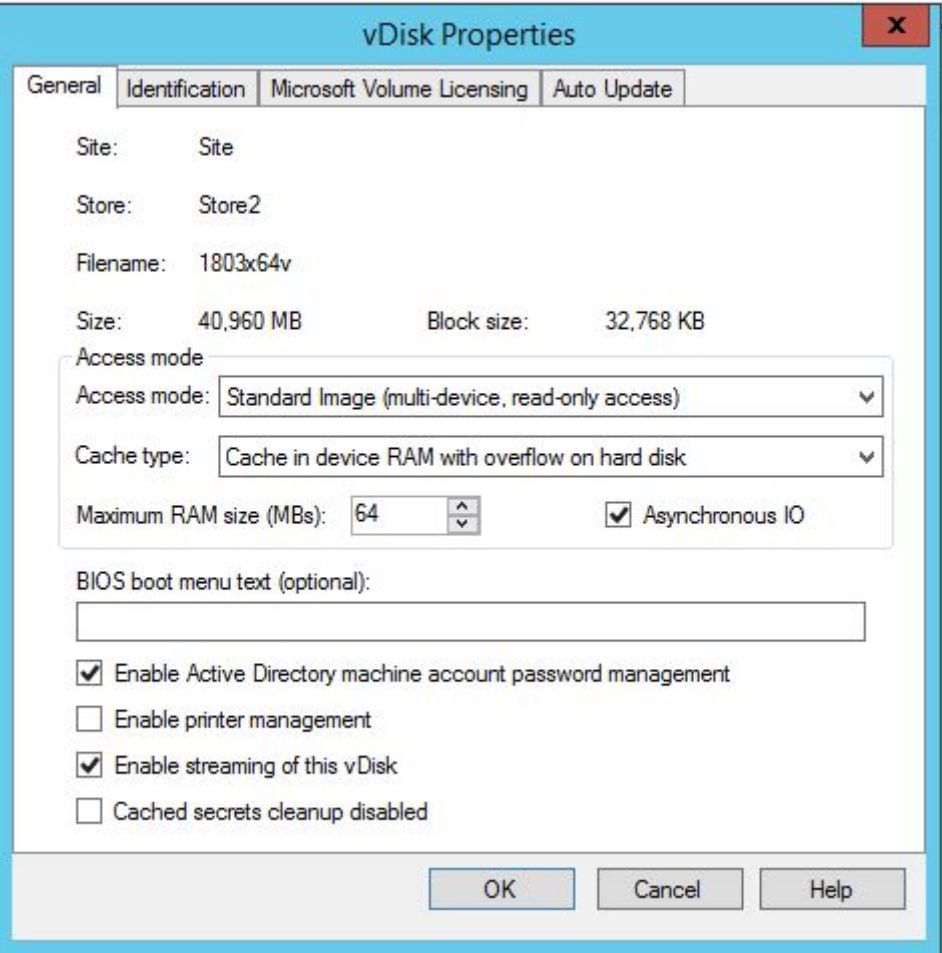 vDisk Properties
x
General Identification Microsoft Volume Licensing Auto Update
Site: Site
Store: Store2
Filename: 1803x64v
Size: 40,960 MB Block size: 32,768 KB
Access mode
Access mode: Standard Image (multi-device, read-only access)
Cache type: Cache in device RAM with overflow on hard disk
Maximum RAM size (MBs): 64 Asynchronous IO
BIOS boot menu text (optional):
Enable Active Directory machine account password management
Enable printer management
Enable streaming of this vDisk
Cached secrets cleanup disabled
OK Cancel Help